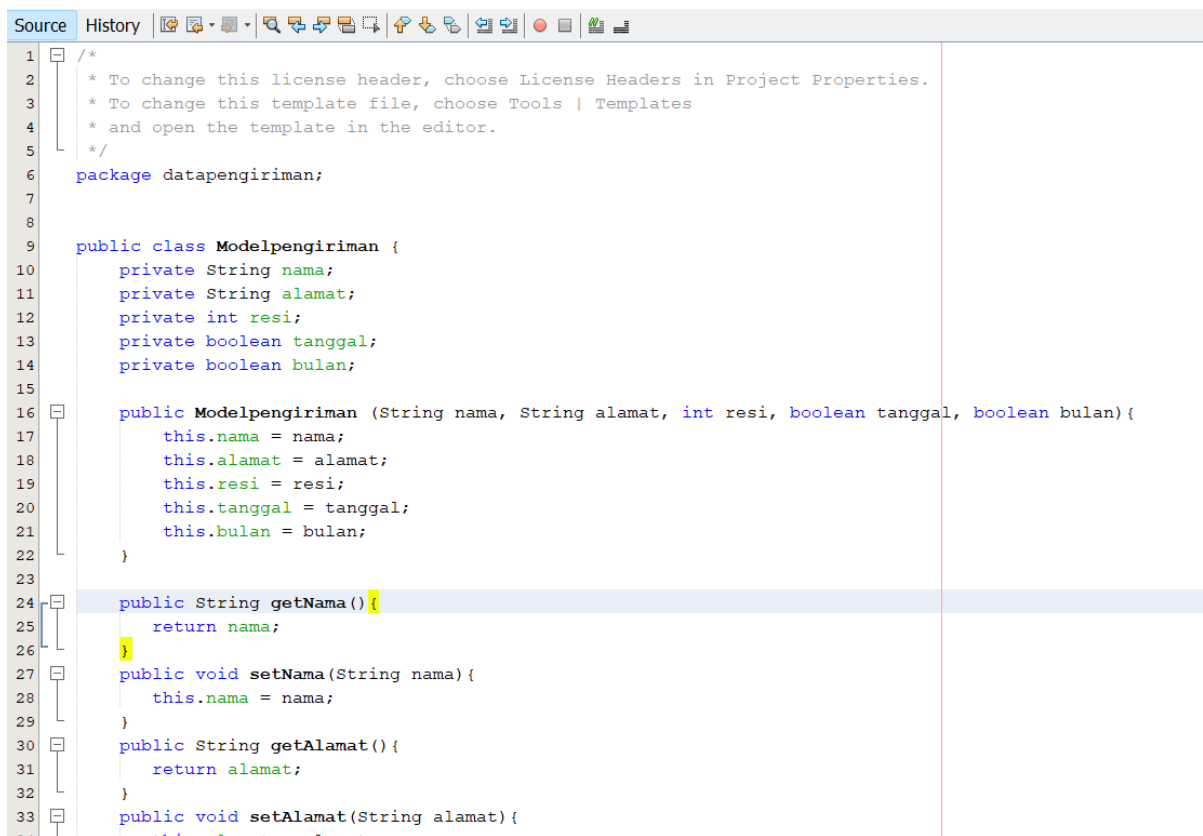 Source History
1 /*
2 * To change this license header, choose License Headers in Project Properties.
3 * To change this template file, choose Tools | Templates
4 * and open the template in the editor.
5 */
6 package datapengiriman;
7
8
9 public class Modelpengiriman {
10 private String nama;
11 private String alamat;
12 private int resi;
13 private boolean tanggal;
14 private boolean bulan;
15
16 public Modelpengiriman (String nama, String alamat, int resi, boolean tanggal, boolean bulan){
17 this.nama = nama;
18 this.alamat = alamat;
19 this.resi = resi;
20 this.tanggal = tanggal;
21 this.bulan = bulan;
22 }
23
24 public String getNama(){
25 return nama;
26 }
27 public void setNama(String nama){
28 this.nama = nama;
29 }
30 public String getAlamat(){
31 return alamat;
32 }
33 public void setAlamat(String alamat){